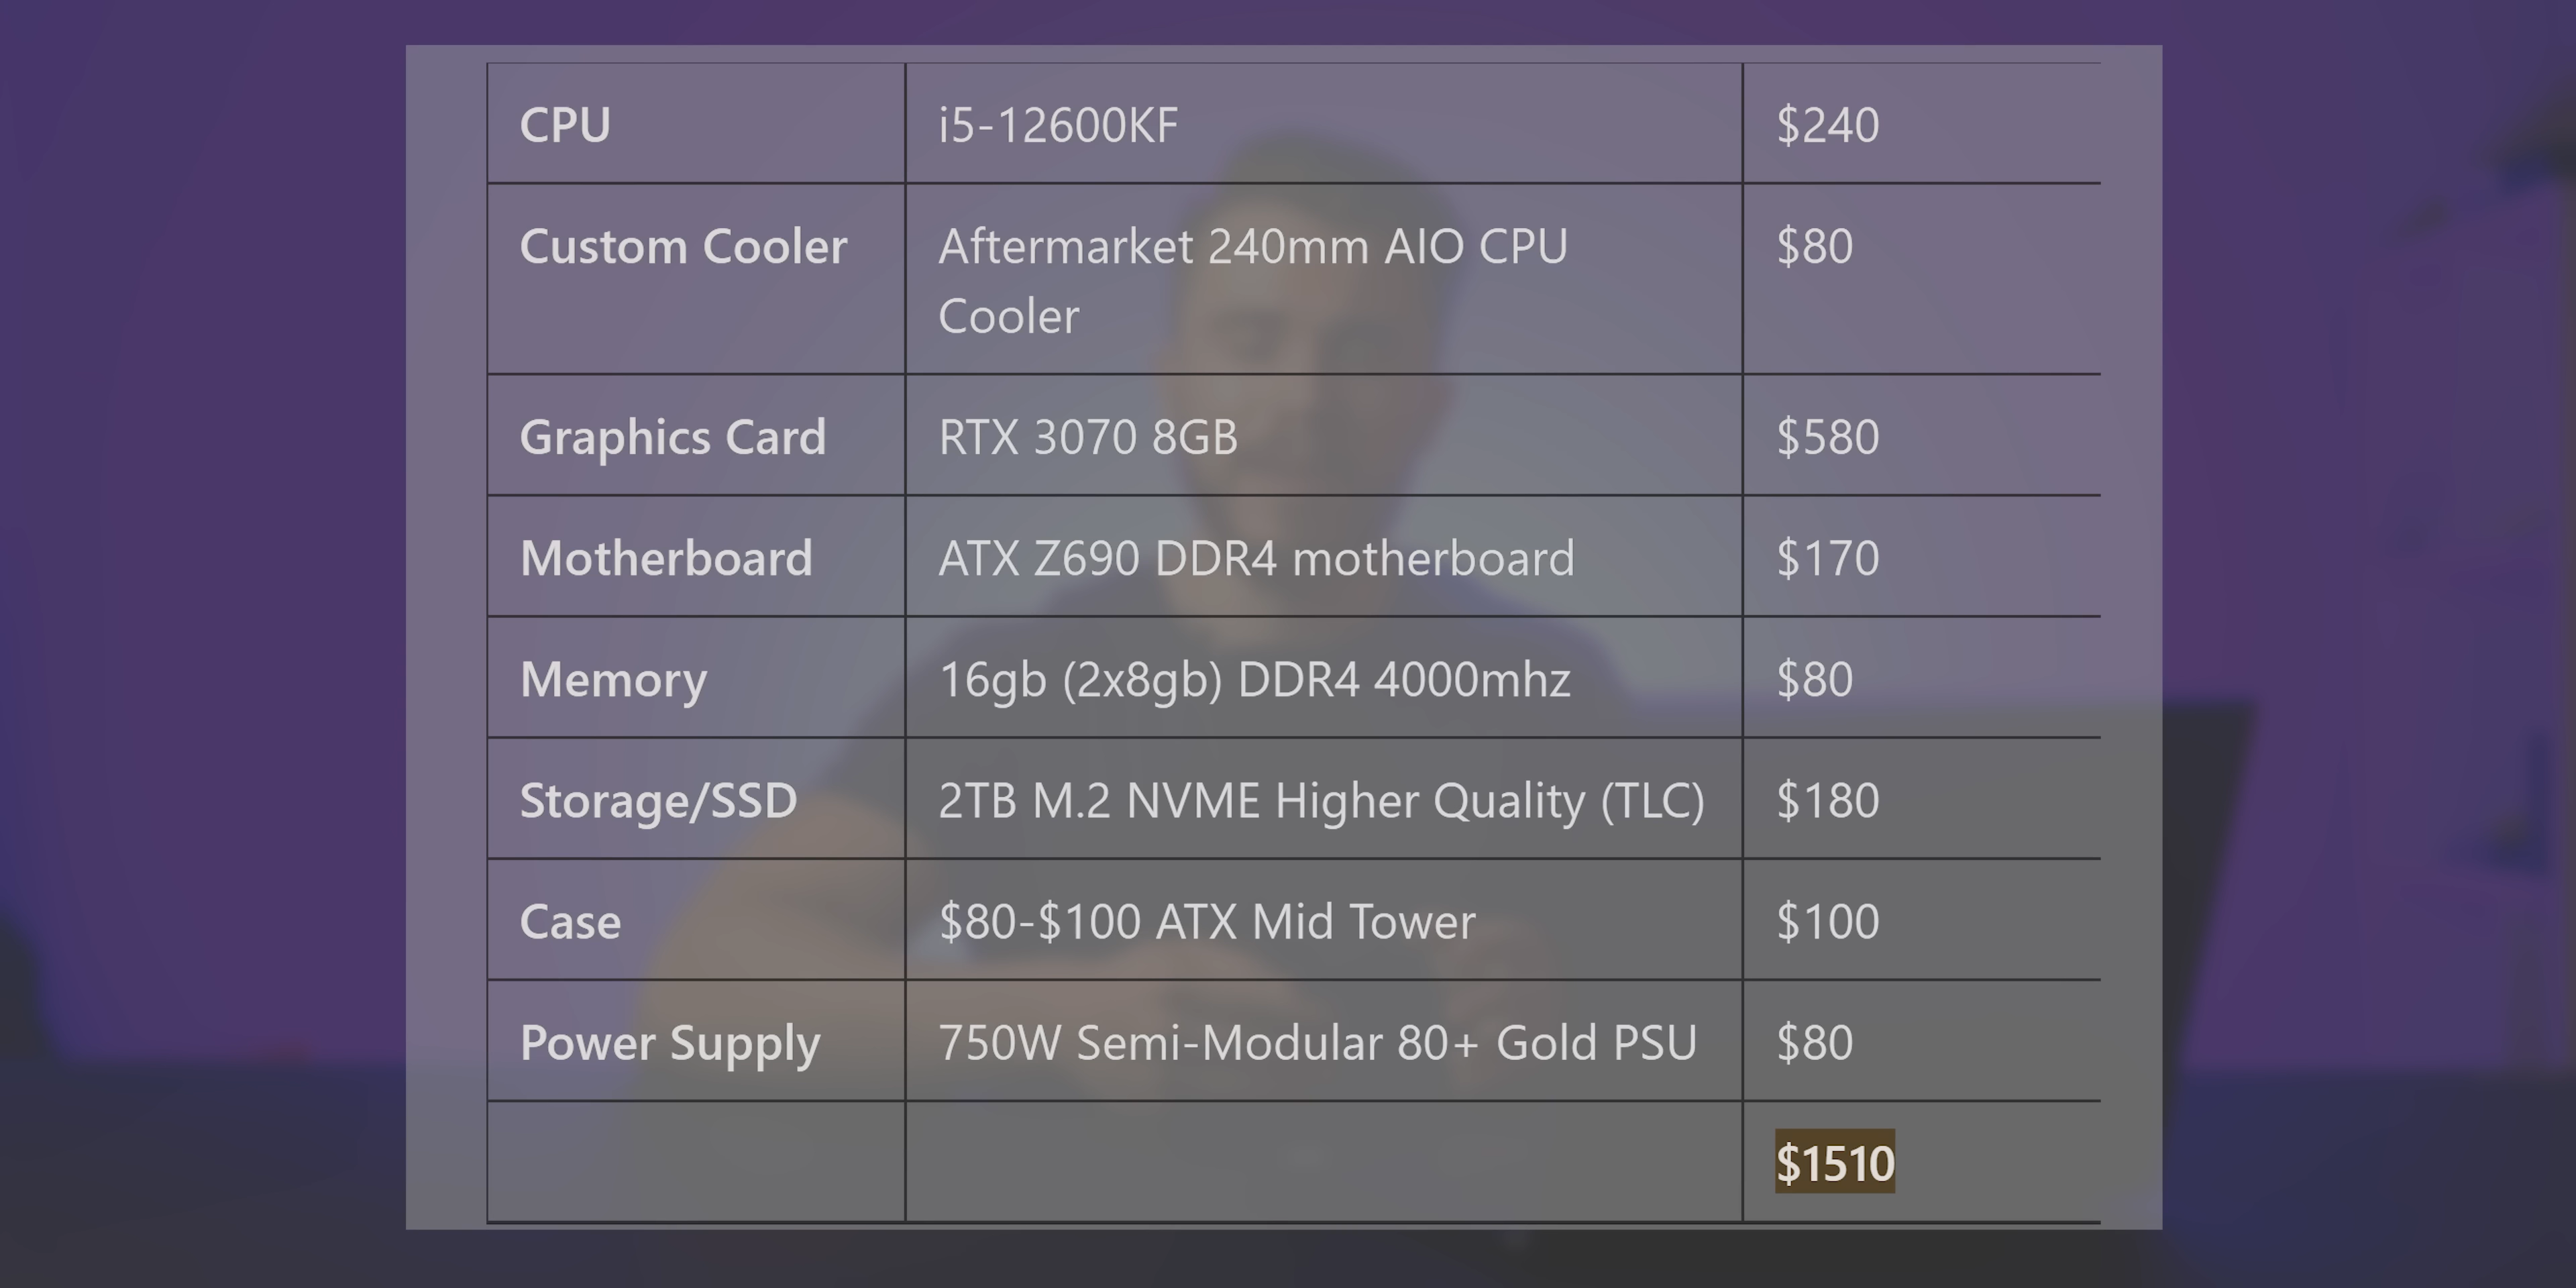 CPU i5-12600KF $240
Custom Cooler Aftermarket 240mm AIO CPU $80
Cooler
Graphics Card RTX 3070 8GB $580
Motherboard ATX Z690 DDR4 motherboard $170
Memory 16gb (2x8gb) DDR4 4000mhz $80
Storage/SSD 2TB M.2 NVME Higher Quality (TLC) $180
Case $80-$100 ATX Mid Tower $100
Power Supply 750W Semi-Modular 80+ Gold PSU $80
$1510